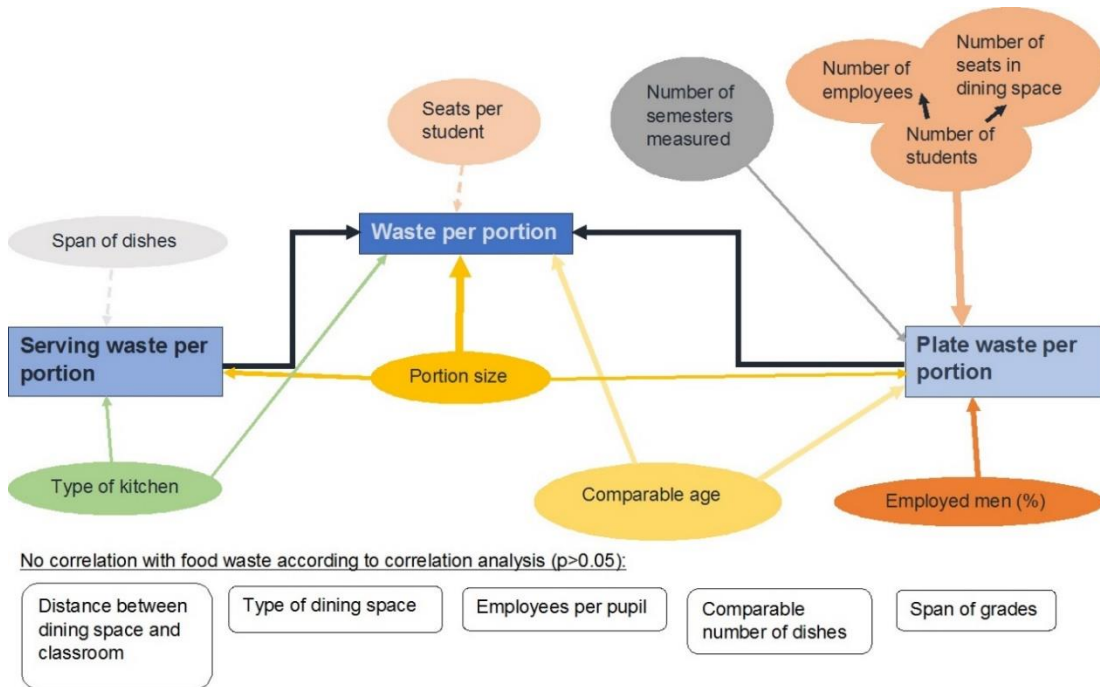 Number of
employees
Number of
seats in
dining space
Number of
students
Seats per
student
Number of
semesters
measured
Span of dishes
Waste per portion
Serving waste per
portion
Portion size
Plate waste per
portion
Type of kitchen
Comparable age
Employed men (%)
No correlation with food waste according to correlation analysis (p>0.05):
Distance between
dining space and
classroom
Type of dining space
Employees per pupil
Comparable
number of dishes
Span of grades